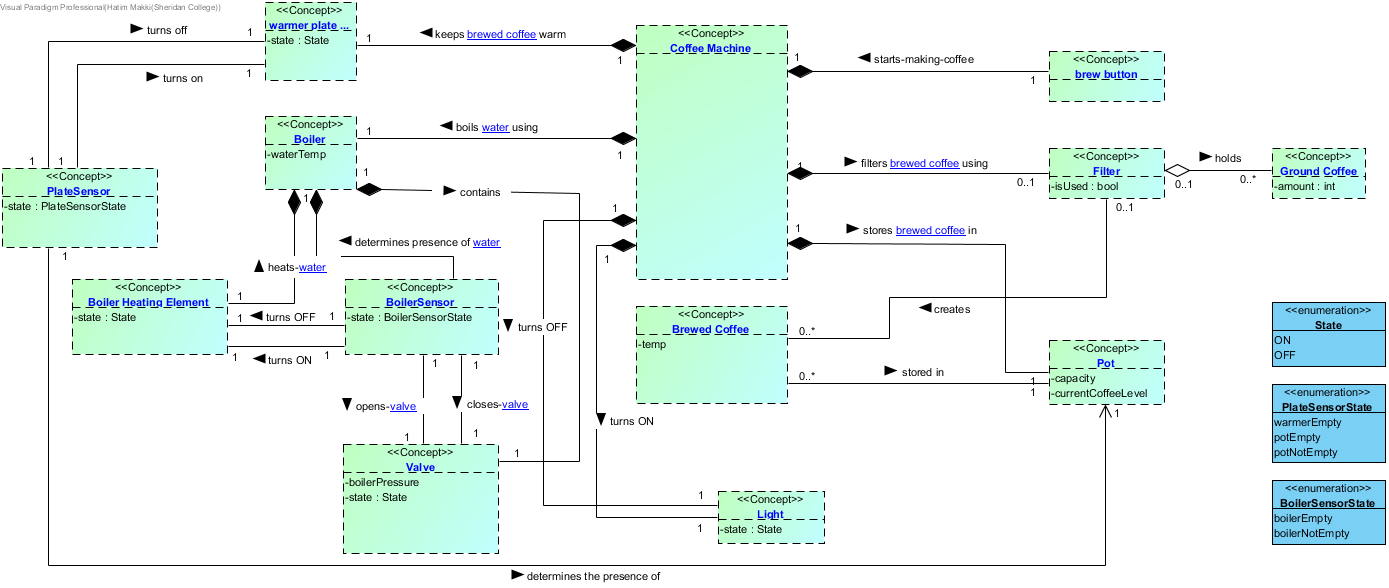 Visual Paradigm Professional(Hatim Makki(Sheridan College))
<<Concept>>
warmer plate ...
-state : State
turns off
1
turns on
1
1
1
keeps brewed coffee warm
1
1
<<Concept>>
Coffee Machine
starts-making-coffee
1
1
<<Concept>>
brew button
<<Concept>>
Boiler
-waterTemp
boils water using
1
1
1
contains
1
filters brewed coffee using
1
0..1
<<Concept>>
Filter
-isUsed : bool
0..1
holds
0..1
0..*
<<Concept>>
Ground Coffee
-amount : int
<<Concept>>
PlateSensor
-state : PlateSensorState
1
determines presence of water
heats-water
1
stores brewed coffee in
1
1
1
<<Concept>>
Boiler Heating Element
-state : State
1
1
turns OFF
1
1
turns ON
1
<<Concept>>
BoilerSensor
-state : BoilerSensorState
1
1
turns OFF
creates
<<Concept>>
Brewed Coffee
-temp
0..*
0..*
stored in
1
1
<<Concept>>
Pot
-capacity
-currentCoffeeLevel
1
<<enumeration>>
State
ON
OFF
opens-valve
closes-valve
1
1
turns ON
<<enumeration>>
PlateSensorState
warmerEmpty
potEmpty
potNotEmpty
<<Concept>>
Valve
-boilerPressure
-state : State
1
1
1
<<Concept>>
Light
-state : State
<<enumeration>>
BoilerSensorState
boilerEmpty
boilerNotEmpty
determines the presence of